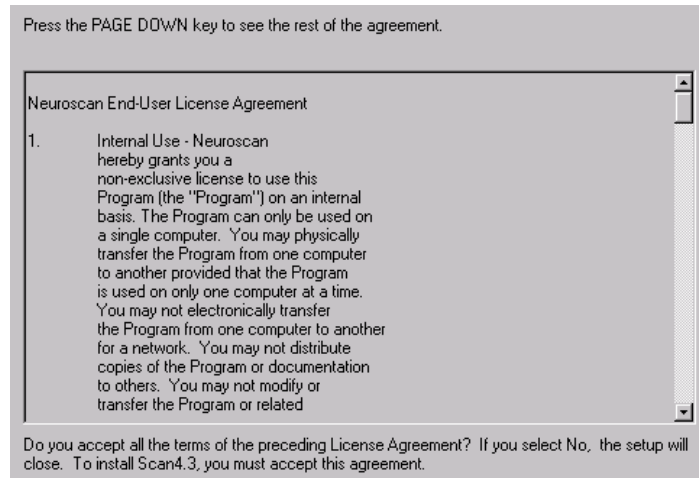 Press the PAGE DOWN key to see the rest of the agreement.
Neuroscan End-User License Agreement
1. Internal Use - Neuroscan
hereby grants you a
non-exclusive license to use this
Program (the "Program") on an internal
basis. The Program can only be used on
a single computer. You may physically
transfer the Program from one computer
to another provided that the Program
is used on only one computer at a time.
You may not electronically transfer
the Program from one computer to another
for a network. You may not distribute
copies of the Program or documentation
to others. You may not modify or
transfer the Program or related
Do you accept all the terms of the preceding License Agreement? If you select No, the setup will
close. To install Scan4.3, you must accept this agreement.